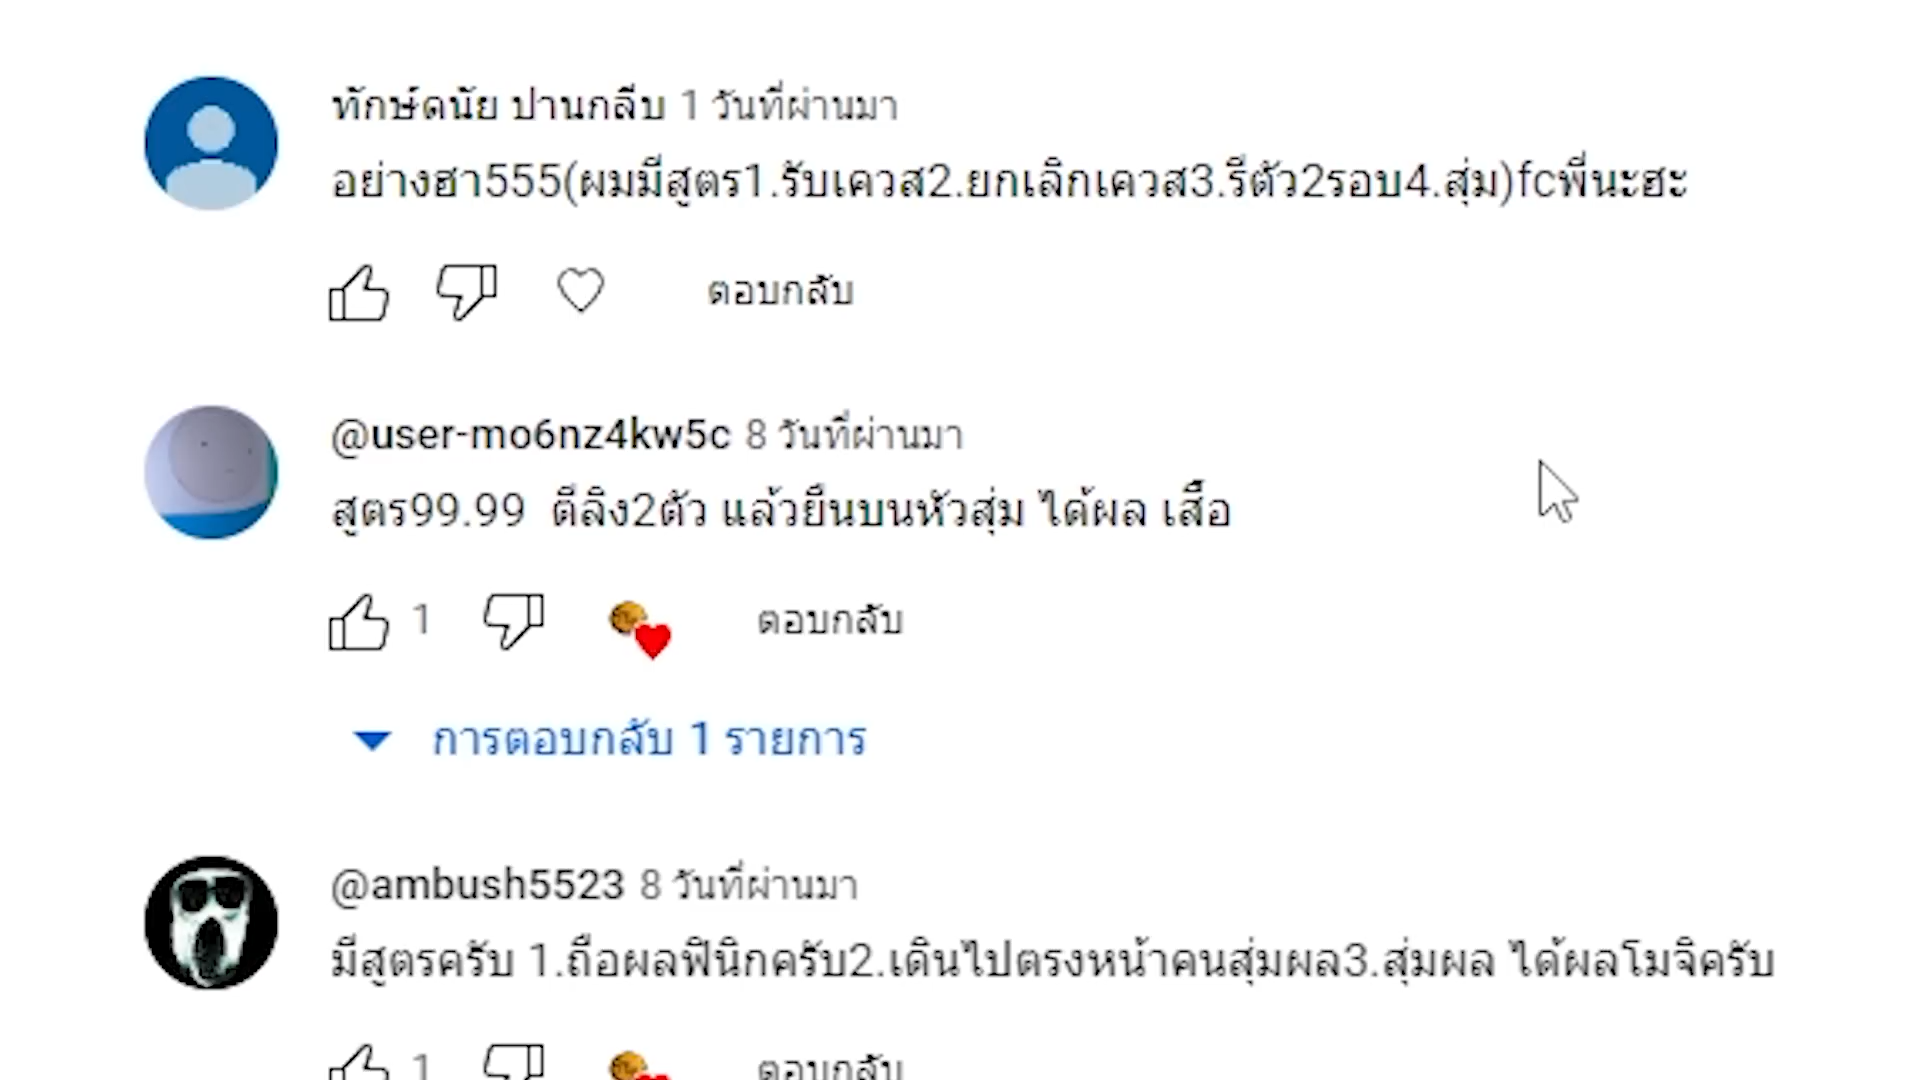 ทักษ์ดนัย ปานกลีบ 1 วันที่ผ่านมา
อย่างฮา555(ผมมีสูตร1.รับเควส2.ยกเลิกเควส3.รีตัว2รอบ4.สุ่ม)fcพี่นะฮะ
ตอบกลับ
@user-mo6nz4kw5c 8 วันที่ผ่านมา
สูตร99.99 ตีลิง2ตัว แล้วยืนบนหัวสุ่ม ได้ผล เสื้อ
1 ตอบกลับ
การตอบกลับ 1 รายการ
@ambush5523 8 วันที่ผ่านมา
มีสูตรครับ 1.ถือผลฟินิกครับ2.เดินไปตรงหน้าคนสุ่มผล3.สุ่มผล ได้ผลโมจิครับ
1 ตอบกลับ